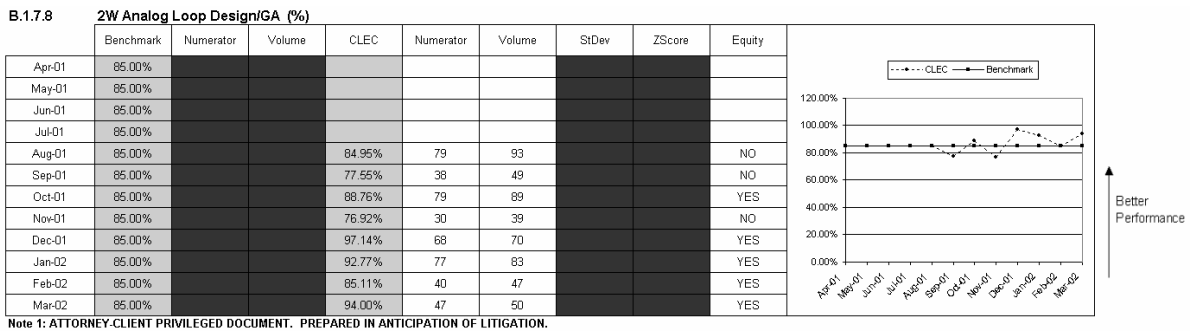 B.1.7.8 2W Analog Loop Design/GA (%)
Benchmark Numerator Volume CLEC Numerator Volume StDev ZScore Equity
Apr-01 85.00%
May-01 85.00%
Jun-01 85.00%
Jul-01 85.00%
Aug-01 85.00% 84.95% 79 93 NO
Sep-01 85.00% 77.55% 38 49 NO
Oct-01 85.00% 88.76% 79 89 YES
Nov-01 85.00% 76.92% 30 39 NO
Dec-01 85.00% 97.14% 68 70 YES
Jan-02 85.00% 92.77% 77 83 YES
Feb-02 85.00% 85.11% 40 47 YES
Mar-02 85.00% 94.00% 47 50 YES
CLEC Benchmark
120.00%
100.00%
80.00%
60.00%
40.00%
20.00%
0.00%
Apr-01 May-01 Jun-01 Jul-01 Aug-01 Sep-01 Oct-01 Nov-01 Dec-01 Jan-02 Feb-02 Mar-02
Better
Performance
Note 1: ATTORNEY-CLIENT PRIVILEGED DOCUMENT. PREPARED IN ANTICIPATION OF LITIGATION.